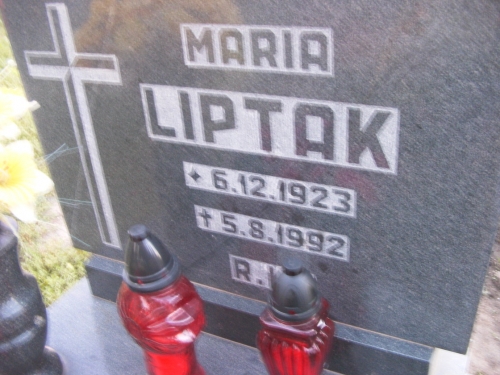 MARIA
LIPTAK
* 6.12.1923
† 5.8.1992